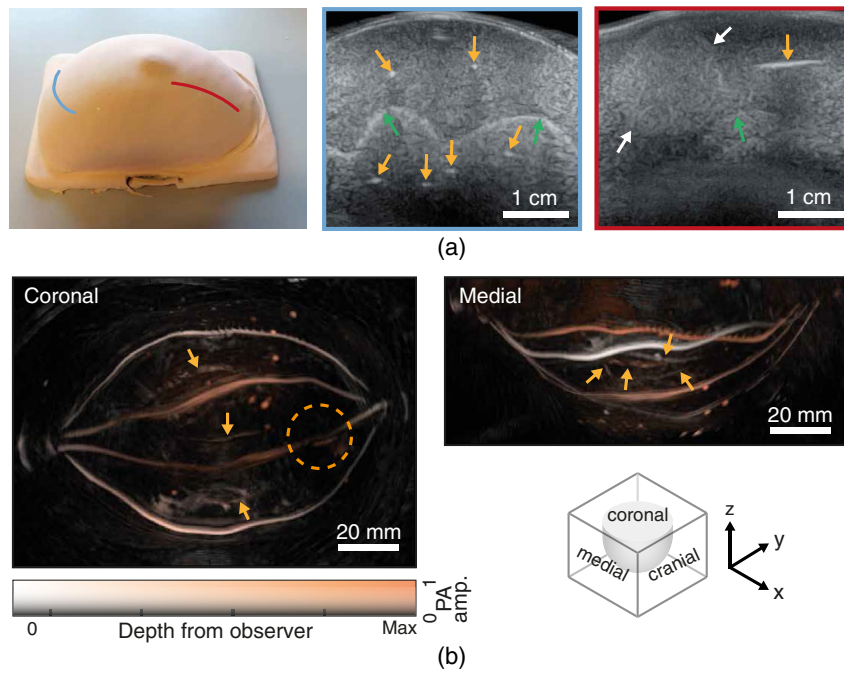 1 cm
1 cm
(a)
Coronal
Medial
20 mm
20 mm
0
Depth from observer
Max
0
1
PA
amp.
coronal
medial
cranial
z
y
x
(b)